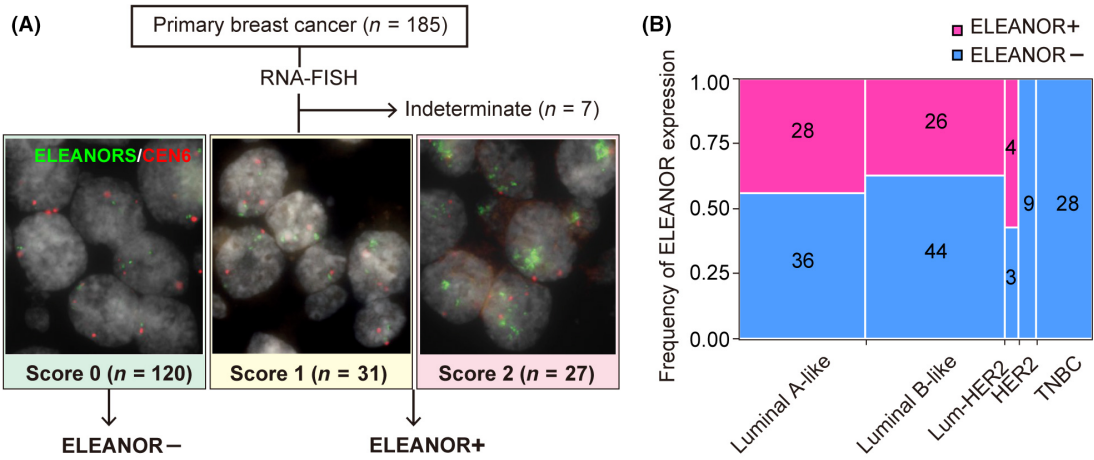 (A)
Primary breast cancer (n = 185)
RNA-FISH
Indeterminate (n = 7)
ELEANORS/CEN6
Score 0 (n = 120)
Score 1 (n = 31)
Score 2 (n = 27)
ELEANOR−
ELEANOR+
(B)
ELEANOR+
ELEANOR−
Frequency of ELEANOR expression
1.00
0.75
0.50
0.25
0.00
28
26
4
36
44
3
9
28
Luminal A-like
Luminal B-like
Lum-HER2
HER2
TNBC